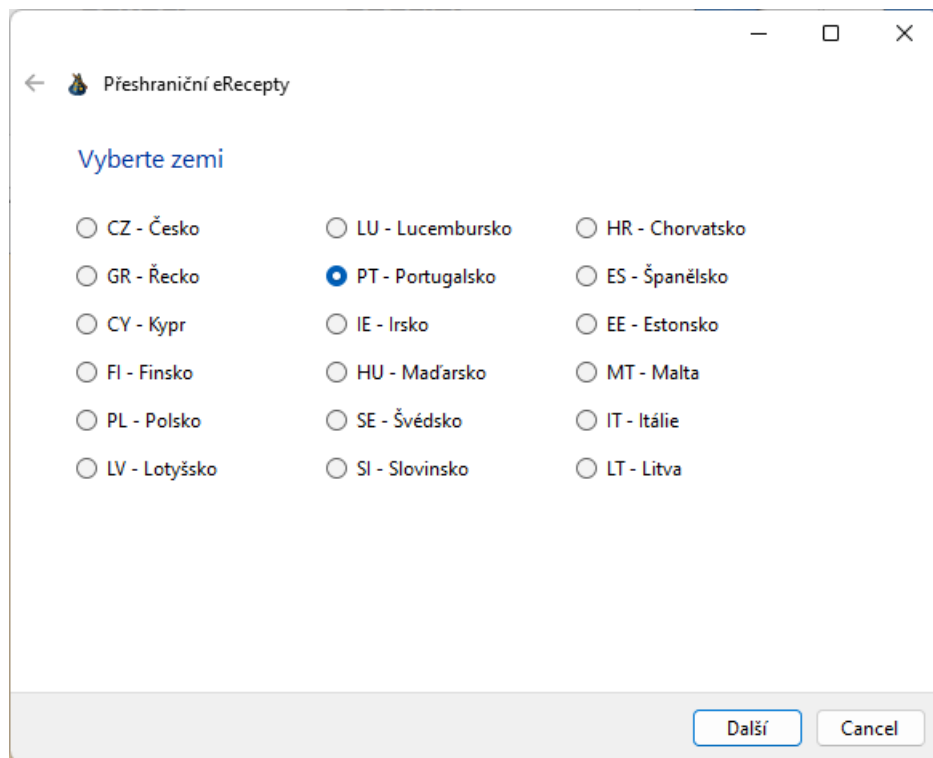 Přeshraniční eRecepty
Vyberte zemi
CZ - Česko LU - Lucembursko HR - Chorvatsko
GR - Řecko PT - Portugalsko ES - Španělsko
CY - Kypr IE - Irsko EE - Estonsko
FI - Finsko HU - Maďarsko MT - Malta
PL - Polsko SE - Švédsko IT - Itálie
LV - Lotyšsko SI - Slovinsko LT - Litva
Další Cancel